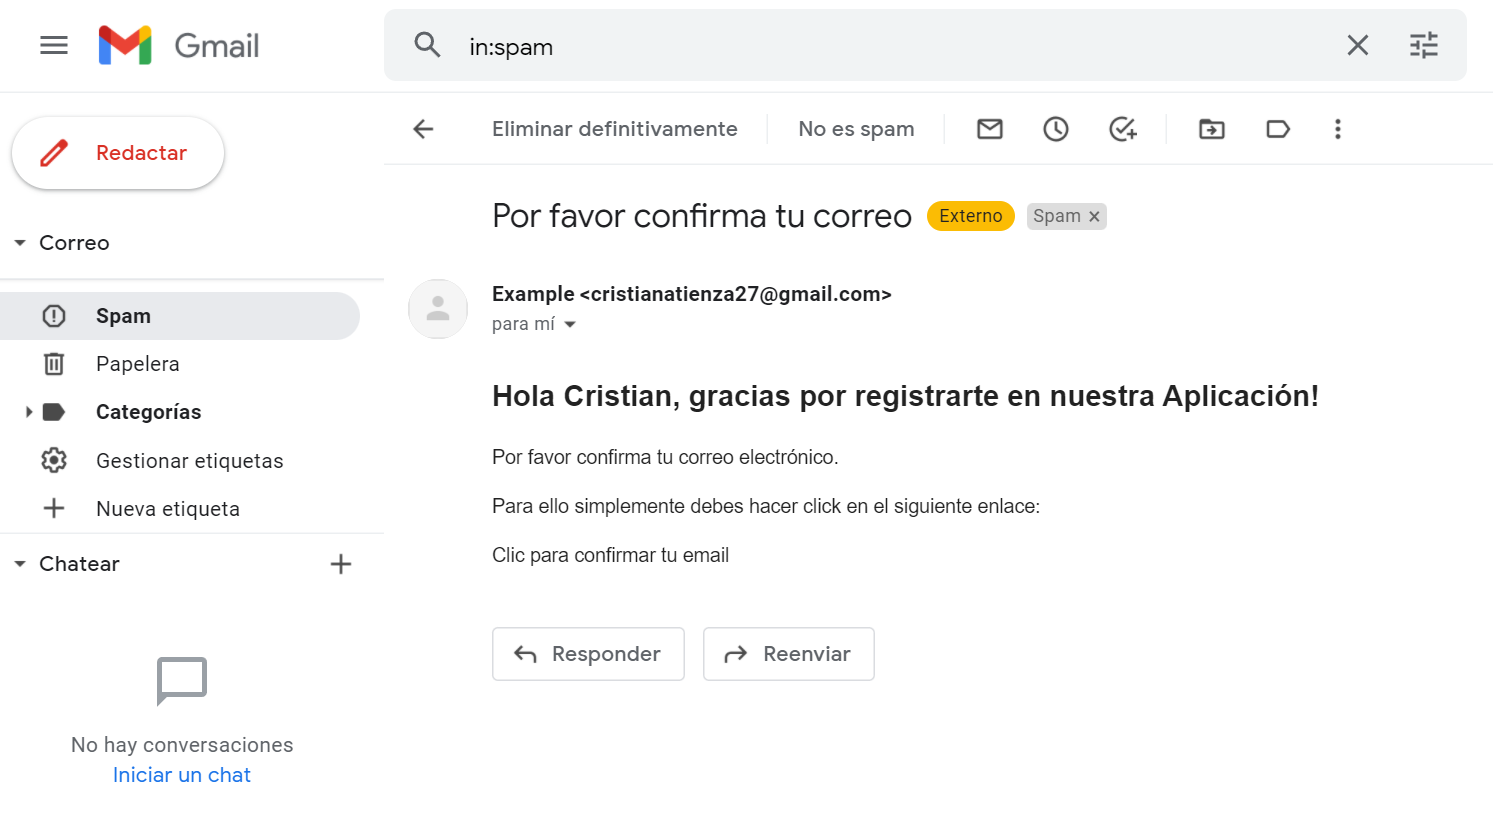 Gmail
in:spam
Redactar
Eliminar definitivamente
No es spam
Correo
Spam
Papelera
Categorías
Gestionar etiquetas
Nueva etiqueta
Chatear
No hay conversaciones
Iniciar un chat
Por favor confirma tu correo Externo Spam ×
Example <cristianatienza27@gmail.com>
para mí
Hola Cristian, gracias por registrarte en nuestra Aplicación!
Por favor confirma tu correo electrónico.
Para ello simplemente debes hacer click en el siguiente enlace:
Clic para confirmar tu email
Responder
Reenviar